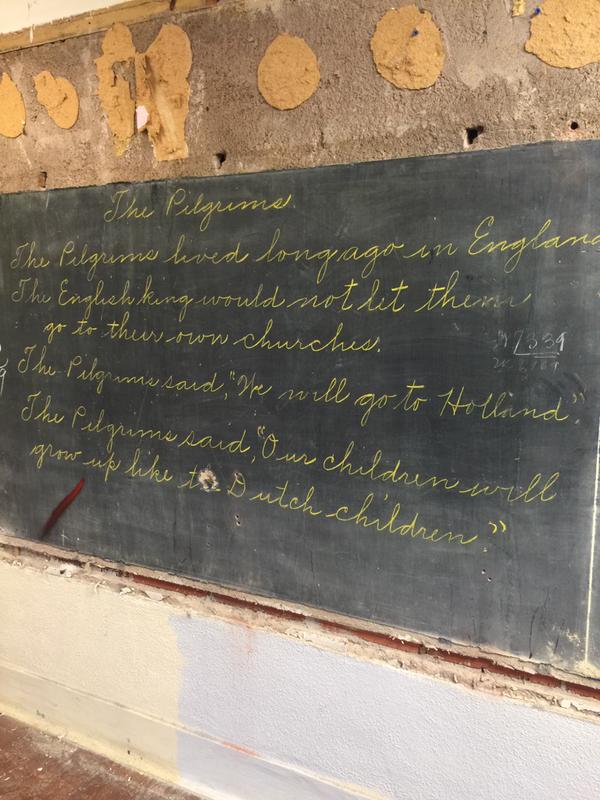 The Pilgrims.
The Pilgrims lived long ago in England
The English king would not let them
go to their own churches.
The Pilgrims said, "We will go to Holland".
The Pilgrims said, "Our children will
grow up like Dutch children."